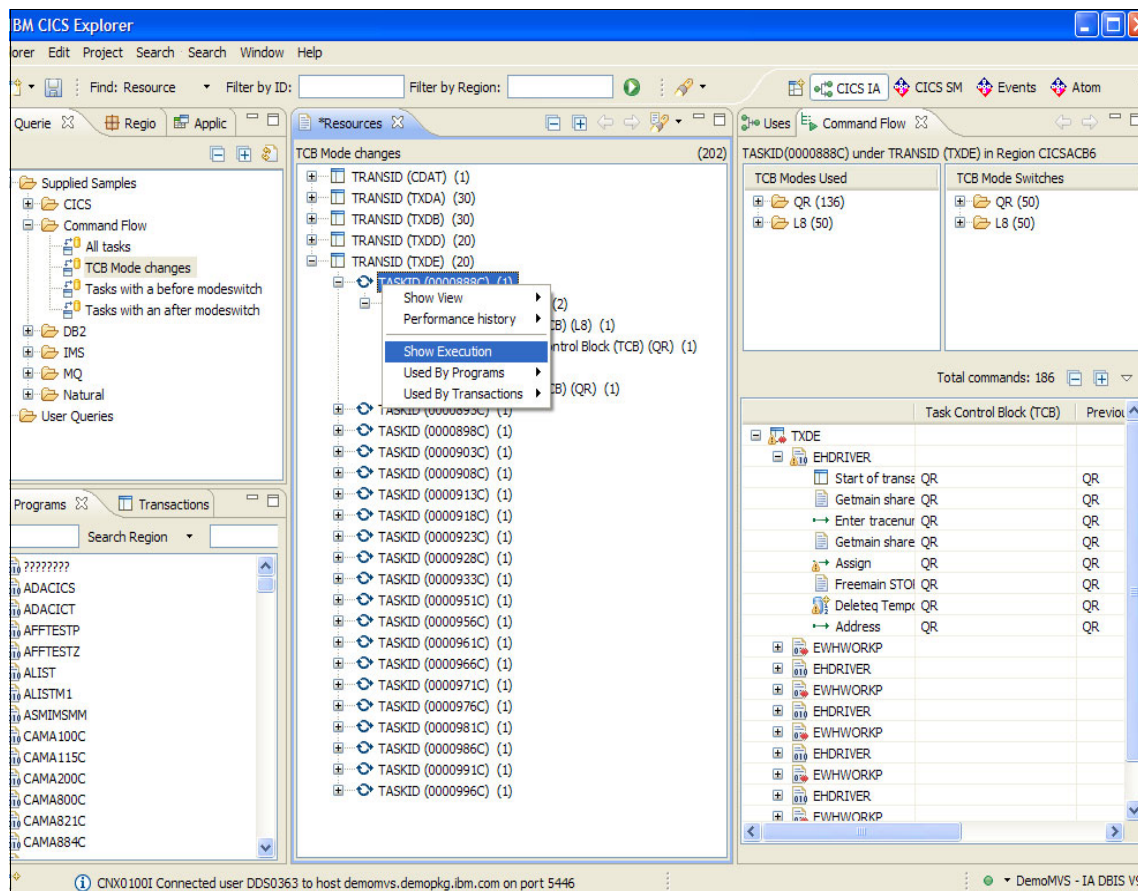 IBM CICS Explorer
orer Edit Project Search Search Window Help
Find: Resource Filter by ID: Filter by Region: CICS IA CICS SM Events Atom
Querie Regio Applic
Supplied Samples
CICS
Command Flow
All tasks
TCB Mode changes
Tasks with a before modeswitch
Tasks with an after modeswitch
DB2
IMS
MQ
Natural
User Queries
Programs Transactions
Search Region
????????
ADACICS
ADACICT
AFFTESTP
AFFTESTZ
ALIST
ALISTM1
ASMIMSMM
CAMA100C
CAMA115C
CAMA200C
CAMA800C
CAMA821C
CAMA884C
*Resources
TCB Mode changes (202)
TRANSID (CDAT) (1)
TRANSID (TXDA) (30)
TRANSID (TXDB) (30)
TRANSID (TXDD) (20)
TRANSID (TXDE) (20)
TASKID (0000888C) (1)
(2)
CB) (L8) (1)
ntrol Block (TCB) (QR) (1)
CB) (QR) (1)
Show View
Performance history
Show Execution
Used By Programs
Used By Transactions
TASKID (0000893C) (1)
TASKID (0000898C) (1)
TASKID (0000903C) (1)
TASKID (0000908C) (1)
TASKID (0000913C) (1)
TASKID (0000918C) (1)
TASKID (0000923C) (1)
TASKID (0000928C) (1)
TASKID (0000933C) (1)
TASKID (0000951C) (1)
TASKID (0000956C) (1)
TASKID (0000961C) (1)
TASKID (0000966C) (1)
TASKID (0000971C) (1)
TASKID (0000976C) (1)
TASKID (0000981C) (1)
TASKID (0000986C) (1)
TASKID (0000991C) (1)
TASKID (0000996C) (1)
Uses Command Flow
TASKID(0000888C) under TRANSID (TXDE) in Region CICSACB6
TCB Modes Used TCB Mode Switches
QR (136) QR (50)
L8 (50) L8 (50)
Total commands: 186
Task Control Block (TCB) Previou
TXDE
EHDRIVER
Start of transa QR QR
Getmain share QR QR
Enter tracenur QR QR
Getmain share QR QR
Assign QR QR
Freemain STO QR QR
Deleteq Tempo QR QR
Address QR QR
EWHWORKP
EHDRIVER
EWHWORKP
EHDRIVER
EWHWORKP
EHDRIVER
EWHWORKP
EHDRIVER
EWHWORKP
CNX0100I Connected user DDS0363 to host demomvs.demopkg.ibm.com on port 5446 DemoMVS - IA DBIS V9